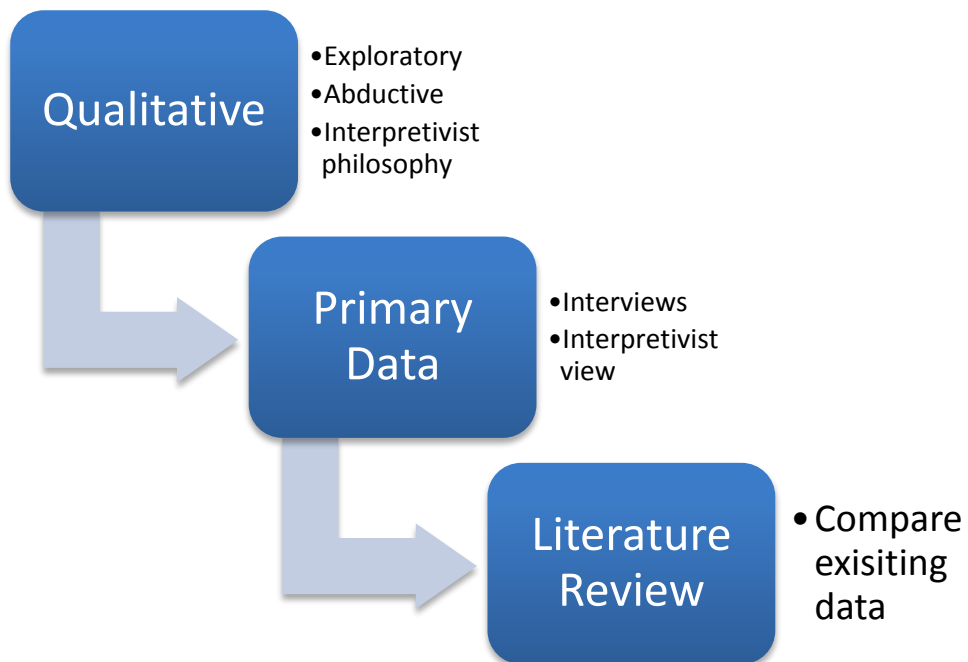 Qualitative
•Exploratory
•Abductive
•Interpretivist
philosophy
Primary
Data
•Interviews
•Interpretivist
view
Literature
Review
•Compare
exisiting
data